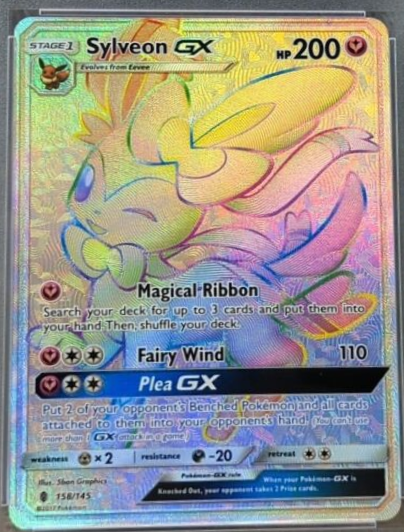 STAGE 1 Sylveon GX HP 200
Evolves from Eevee
Magical Ribbon
Search your deck for up to 3 cards and put them into
your hand. Then, shuffle your deck.
Fairy Wind 110
Plea GX
Put 2 of your opponent's Benched Pokémon and all cards
attached to them into your opponent's hand. (You can't use
more than 1 GX attack in a game.)
weakness ×2 resistance -20 retreat
Pokémon-GX rule
When your Pokémon-GX is
Knocked Out, your opponent takes 2 Prize cards.
Illus. 5ban Graphics
158/145
©2017 Pokémon